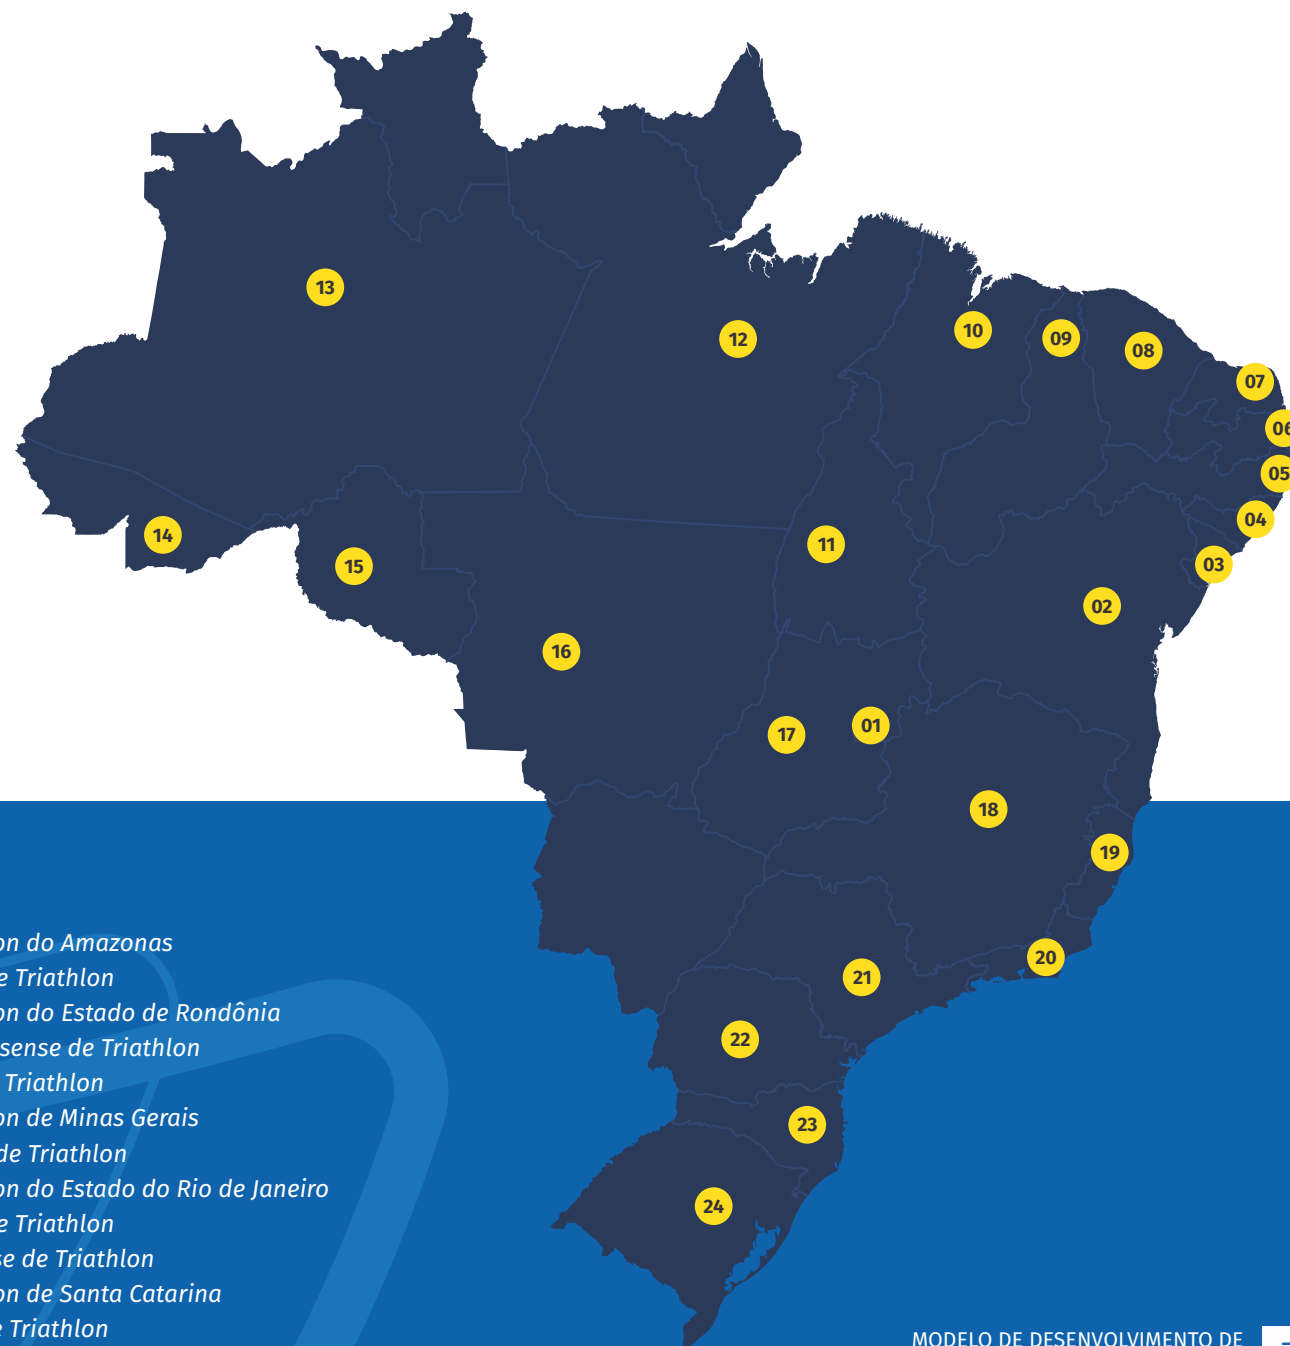 13
12
10
09
08
07
06
05
04
14
11
15
03
02
16
01
17
18
19
on do Amazonas
20
e Triathlon
21
on do Estado de Rondônia
sense de Triathlon
22
Triathlon
on de Minas Gerais
23
de Triathlon
on do Estado do Rio de Janeiro
24
e Triathlon
se de Triathlon
on de Santa Catarina
e Triathlon
MODELO DE DESENVOLVIMENTO DE